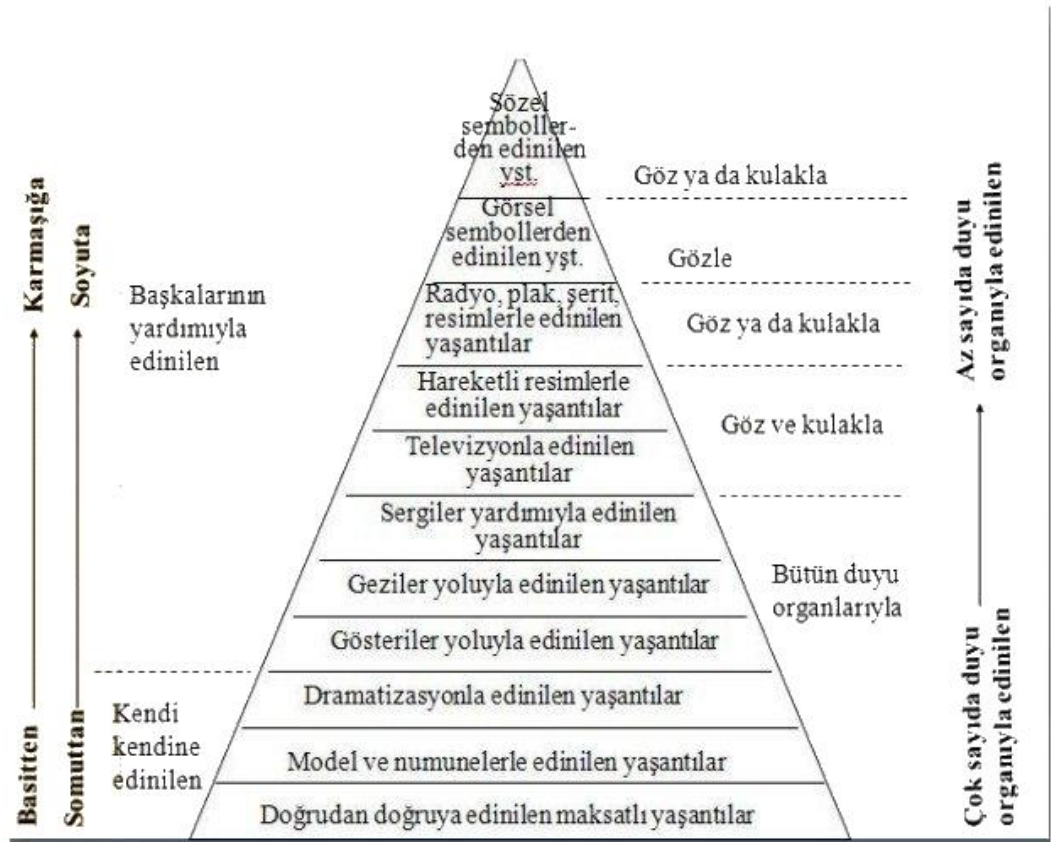 Sözel
semboller-
den edinilen
yst.
Görsel
sembollerden
edinilen yşt.
Radyo, plak, şerit,
resimlerle edinilen
yaşantılar
Hareketli resimlerle
edinilen yaşantılar
Televizyonla edinilen
yaşantılar
Sergiler yardımıyla edinilen
yaşantılar
Geziler yoluyla edinilen yaşantılar
Gösteriler yoluyla edinilen yaşantılar
Dramatizasyonla edinilen yaşantılar
Model ve numunelerle edinilen yaşantılar
Doğrudan doğruya edinilen maksatlı yaşantılar
Basitten
Karmaşığa
Somuttan
Soyuta
Başkalarının
yardımıyla
edinilen
Kendi
kendine
edinilen
Göz ya da kulakla
Gözle
Göz ya da kulakla
Göz ve kulakla
Bütün duyu
organlarıyla
Az sayıda duyu
organıyla edinilen
Çok sayıda duyu
organıyla edinilen